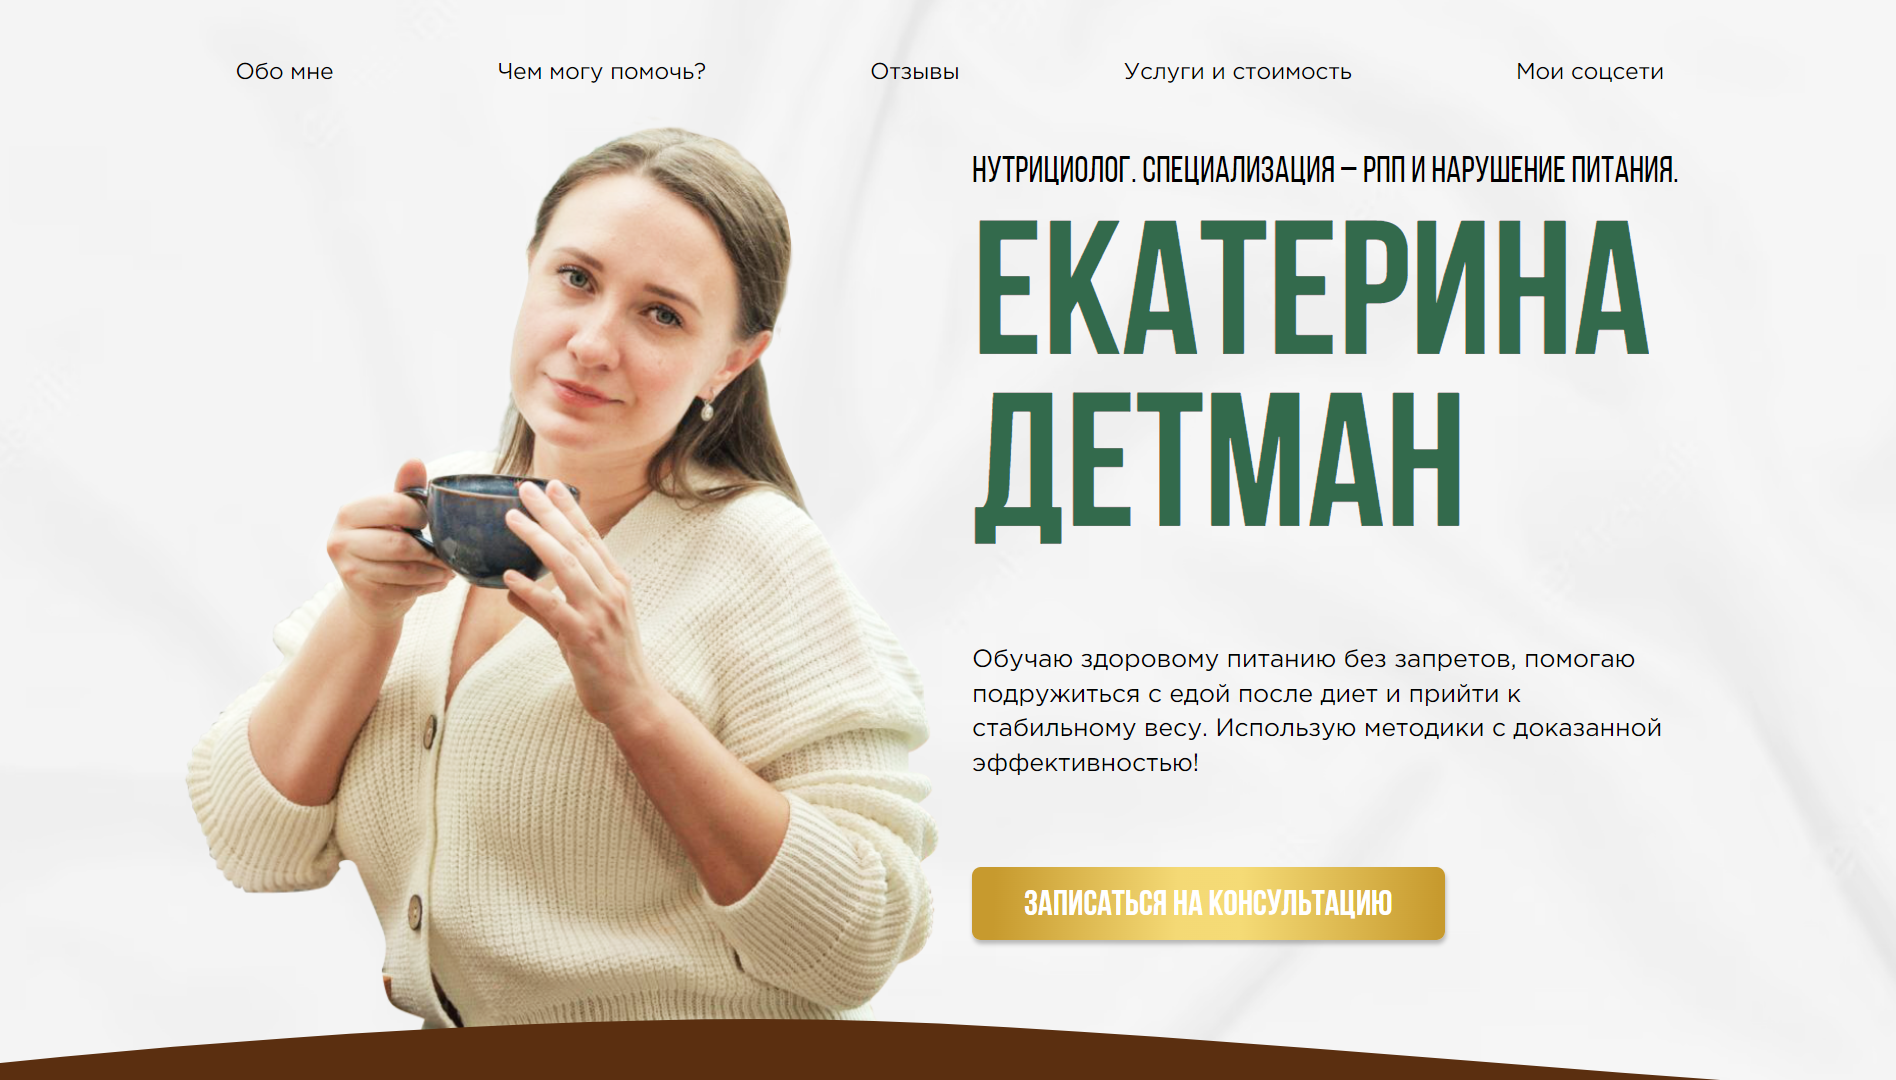 Обо мне
Чем могу помочь?
Отзывы
Услуги и стоимость
Мои соцсети
НУТРИЦИОЛОГ. СПЕЦИАЛИЗАЦИЯ – РПП И НАРУШЕНИЕ ПИТАНИЯ.
ЕКАТЕРИНА
ДЕТМАН
Обучаю здоровому питанию без запретов, помогаю
подружиться с едой после диет и прийти к
стабильному весу. Использую методики с доказанной
эффективностью!
ЗАПИСАТЬСЯ НА КОНСУЛЬТАЦИЮ